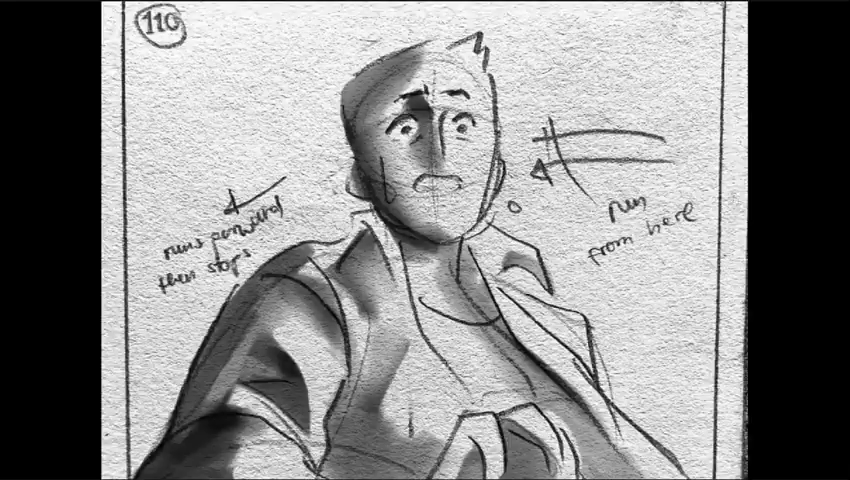 110
runs forward
then stops
run
from here